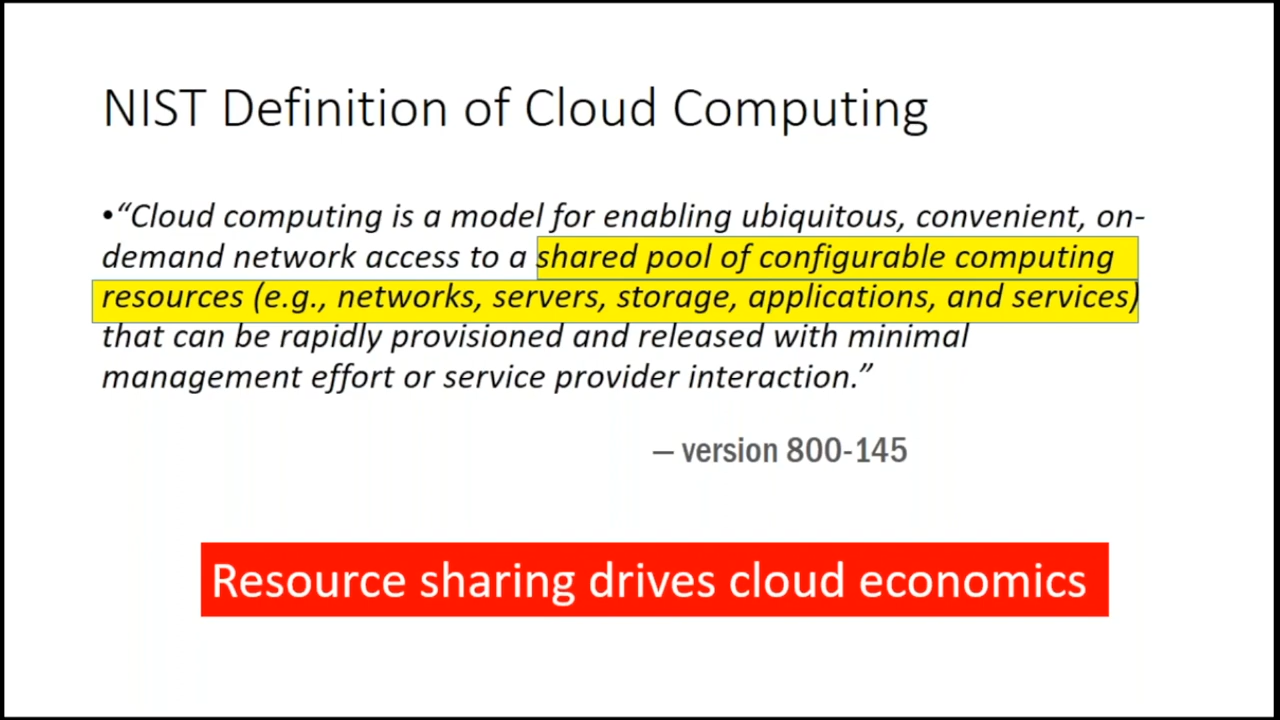 NIST Definition of Cloud Computing
•“Cloud computing is a model for enabling ubiquitous, convenient, on-
demand network access to a shared pool of configurable computing
resources (e.g., networks, servers, storage, applications, and services)
that can be rapidly provisioned and released with minimal
management effort or service provider interaction.”
– version 800-145
Resource sharing drives cloud economics